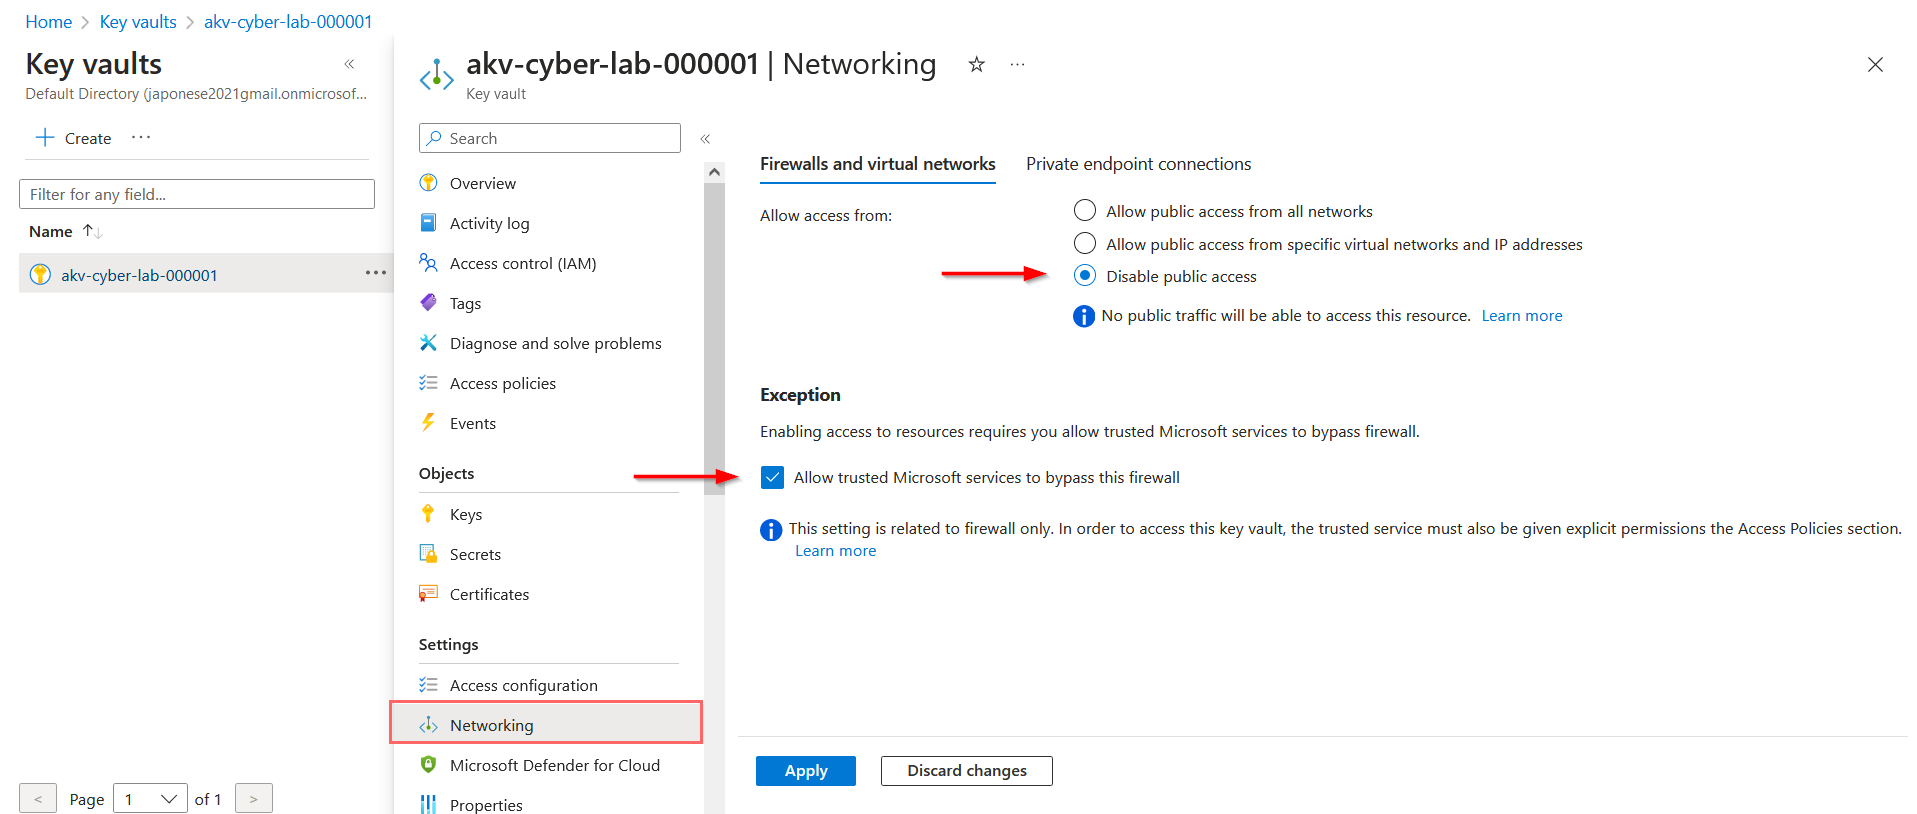 Home > Key vaults > akv-cyber-lab-000001
Key vaults «
Default Directory (japonese2021gmail.onmicrosof...
+ Create ...
Filter for any field...
Name ↑↓
akv-cyber-lab-000001 ...
akv-cyber-lab-000001 | Networking ☆ ...
Key vault
Search «
Overview
Activity log
Access control (IAM)
Tags
Diagnose and solve problems
Access policies
Events
Objects
Keys
Secrets
Certificates
Settings
Access configuration
Networking
Microsoft Defender for Cloud
Properties
Firewalls and virtual networks Private endpoint connections
Allow access from:
Allow public access from all networks
Allow public access from specific virtual networks and IP addresses
Disable public access
No public traffic will be able to access this resource. Learn more
Exception
Enabling access to resources requires you allow trusted Microsoft services to bypass firewall.
Allow trusted Microsoft services to bypass this firewall
This setting is related to firewall only. In order to access this key vault, the trusted service must also be given explicit permissions the Access Policies section.
Learn more
Apply Discard changes
< Page 1 of 1 >